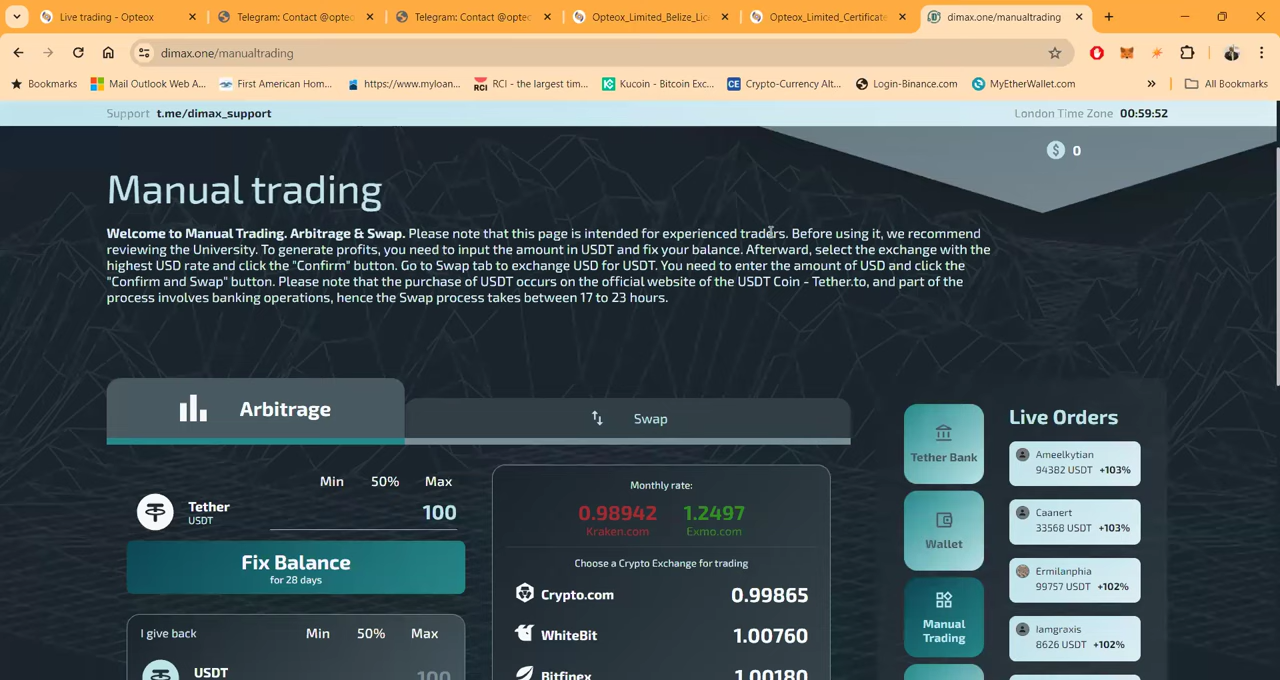 Live trading - Opteox
Telegram: Contact @opteo
Telegram: Contact @optec
Opteox_Limited_Belize_Lic
Opteox_Limited_Certificate
dimax.one/manualtrading
dimax.one/manualtrading
Bookmarks
Mail Outlook Web A...
First American Hom...
https://www.myloan...
RCI - the largest tim...
Kucoin - Bitcoin Exc...
Crypto-Currency Alt...
Login-Binance.com
MyEtherWallet.com
All Bookmarks
Support t.me/dimax_support
London Time Zone 00:59:52
0
Manual trading
Welcome to Manual Trading. Arbitrage & Swap. Please note that this page is intended for experienced traders. Before using it, we recommend
reviewing the University. To generate profits, you need to input the amount in USDT and fix your balance. Afterward, select the exchange with the
highest USD rate and click the "Confirm" button. Go to Swap tab to exchange USD for USDT. You need to enter the amount of USD and click the
"Confirm and Swap" button. Please note that the purchase of USDT occurs on the official website of the USDT Coin - Tether.to, and part of the
process involves banking operations, hence the Swap process takes between 17 to 23 hours.
Arbitrage
Swap
Min 50% Max
Tether
USDT
100
Fix Balance
for 28 days
I give back Min 50% Max
USDT
100
Monthly rate:
0.98942 1.2497
Kraken.com Exmo.com
Choose a Crypto Exchange for trading
Crypto.com 0.99865
WhiteBit 1.00760
Bitfinex 1.00180
Tether Bank
Wallet
Manual
Trading
Live Orders
Ameelkytian
94382 USDT +103%
Caanert
33568 USDT +103%
Ermilanphia
99757 USDT +102%
Iamgraxis
8626 USDT +102%